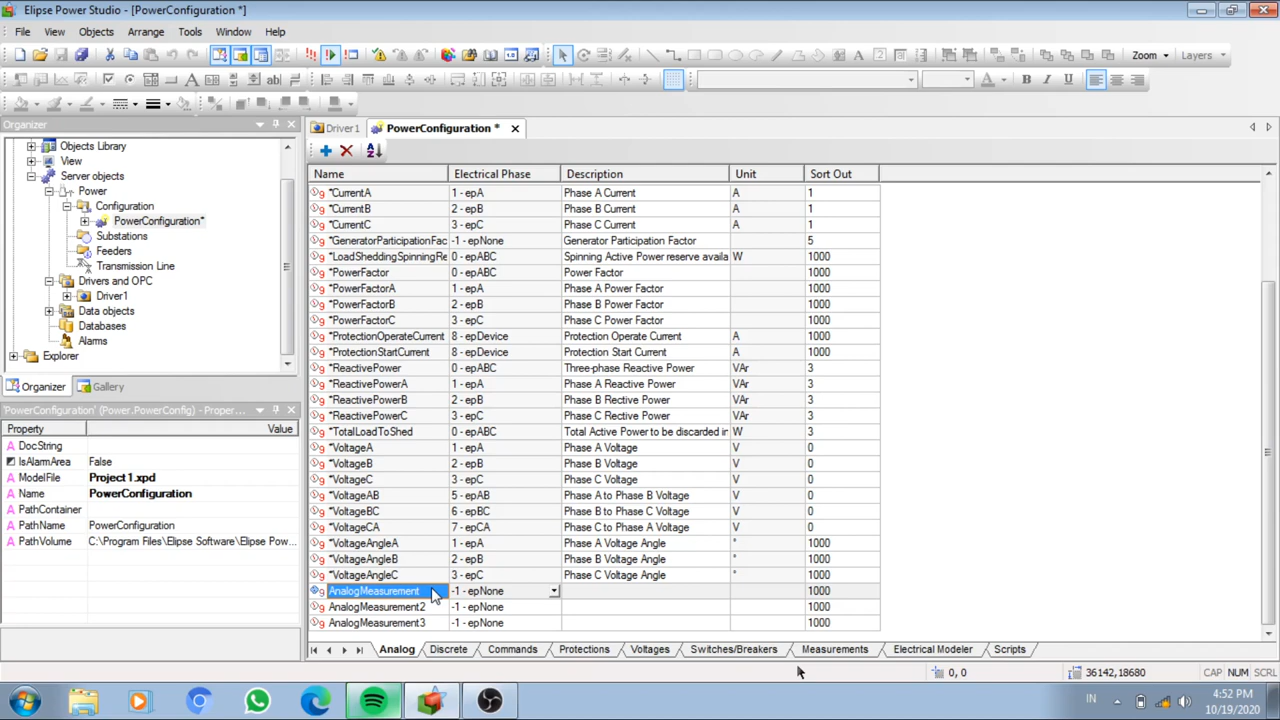 Elipse Power Studio - [PowerConfiguration *]
File View Objects Arrange Tools Window Help
Zoom Layers
B I U
Organizer
Objects Library
View
Server objects
Power
Configuration
PowerConfiguration*
Substations
Feeders
Transmission Line
Drivers and OPC
Driver1
Data objects
Databases
Alarms
Explorer
Organizer Gallery
'PowerConfiguration' (Power.PowerConfig) - Proper...
Property Value
DocString
IsAlarmArea False
ModelFile Project1.xpd
Name PowerConfiguration
PathContainer
PathName PowerConfiguration
PathVolume C:\Program Files\Elipse Software\Elipse Pow...
Driver1 PowerConfiguration *
Name Electrical Phase Description Unit Sort Out
*CurrentA 1 - epA Phase A Current A 1
*CurrentB 2 - epB Phase B Current A 1
*CurrentC 3 - epC Phase C Current A 1
*GeneratorParticipationFac -1 - epNone Generator Participation Factor 5
*LoadSheddingSpinningRe 0 - epABC Spinning Active Power reserve availa W 1000
*PowerFactor 0 - epABC Power Factor 1000
*PowerFactorA 1 - epA Phase A Power Factor 1000
*PowerFactorB 2 - epB Phase B Power Factor 1000
*PowerFactorC 3 - epC Phase C Power Factor 1000
*ProtectionOperateCurrent 8 - epDevice Protection Operate Current A 1000
*ProtectionStartCurrent 8 - epDevice Protection Start Current A 1000
*ReactivePower 0 - epABC Three-phase Reactive Power VAr 3
*ReactivePowerA 1 - epA Phase A Reactive Power VAr 3
*ReactivePowerB 2 - epB Phase B Rective Power VAr 3
*ReactivePowerC 3 - epC Phase C Rective Power VAr 3
*TotalLoadToShed 0 - epABC Total Active Power to be discarded in W 3
*VoltageA 1 - epA Phase A Voltage V 0
*VoltageB 2 - epB Phase B Voltage V 0
*VoltageC 3 - epC Phase C Voltage V 0
*VoltageAB 5 - epAB Phase A to Phase B Voltage V 0
*VoltageBC 6 - epBC Phase B to Phase C Voltage V 0
*VoltageCA 7 - epCA Phase C to Phase A Voltage V 0
*VoltageAngleA 1 - epA Phase A Voltage Angle ° 1000
*VoltageAngleB 2 - epB Phase B Voltage Angle ° 1000
*VoltageAngleC 3 - epC Phase C Voltage Angle ° 1000
AnalogMeasurement -1 - epNone 1000
AnalogMeasurement2 -1 - epNone 1000
AnalogMeasurement3 -1 - epNone 1000
Analog Discrete Commands Protections Voltages Switches/Breakers Measurements Electrical Modeler Scripts
0, 0 36142,18680 CAP NUM SCRL
IN 4:52 PM
10/19/2020